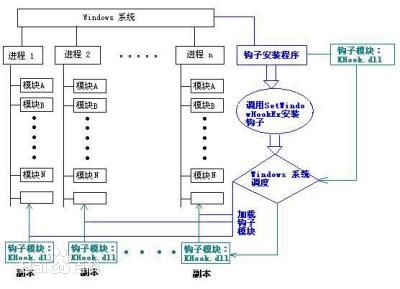 Windows 系统
进程 1
进程 2
进程 n
钩子安装程序
钩子模块：
KHook.dll
模块A
模块A
模块A
模块B
模块B
模块B
调用SetWindo
wHookEx安装
钩子
模块N
模块N
模块N
Windows 系统
调度
加载
钩子
模块
钩子模块：
KHook.dll
钩子模块：
KHook.dll
钩子模块：
KHook.dll
副本
副本
副本